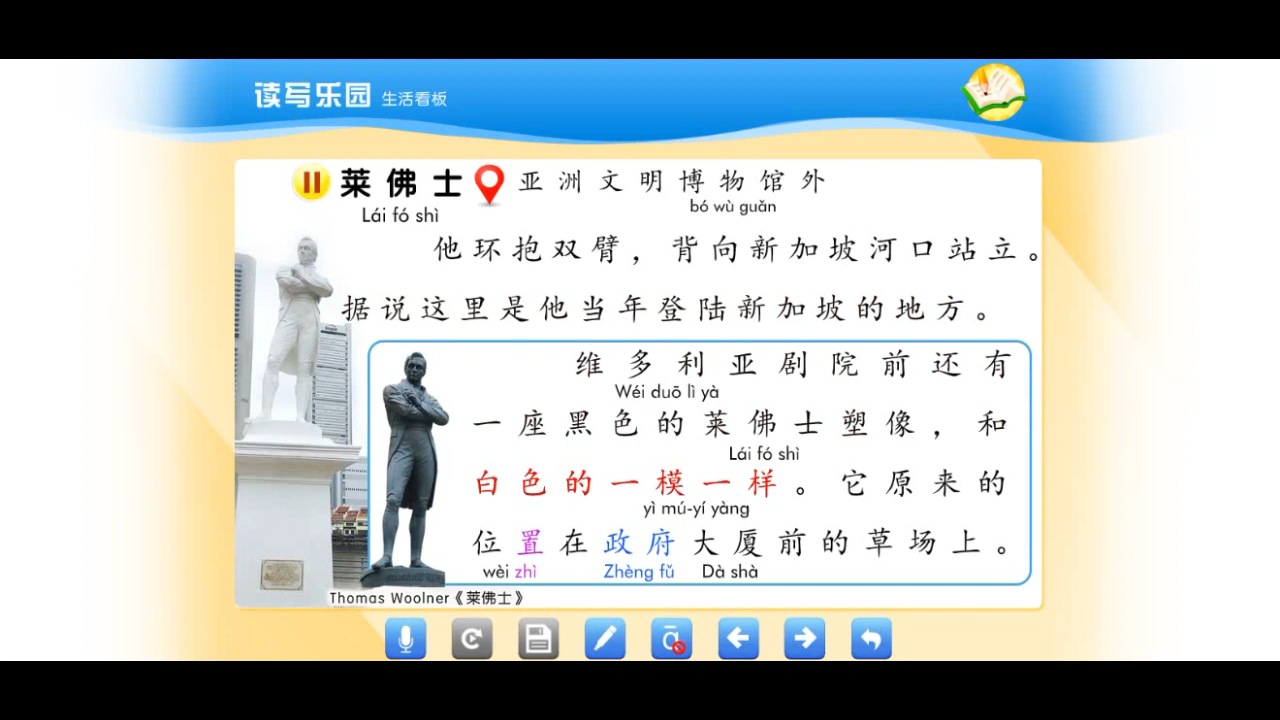 读写乐园 生活看板
莱佛士 亚洲文明博物馆外
Lái fó shì
bó wù guǎn
他环抱双臂，背向新加坡河口站立。
据说这里是他当年登陆新加坡的地方。
维多利亚剧院前还有
Wéi duō lì yà
一座黑色的莱佛士塑像，和
Lái fó shì
白色的一模一样。它原来的
yì mú-yí yàng
位置在政府大厦前的草场上。
wèi zhì Zhèng fǔ Dà shà
Thomas Woolner《莱佛士》